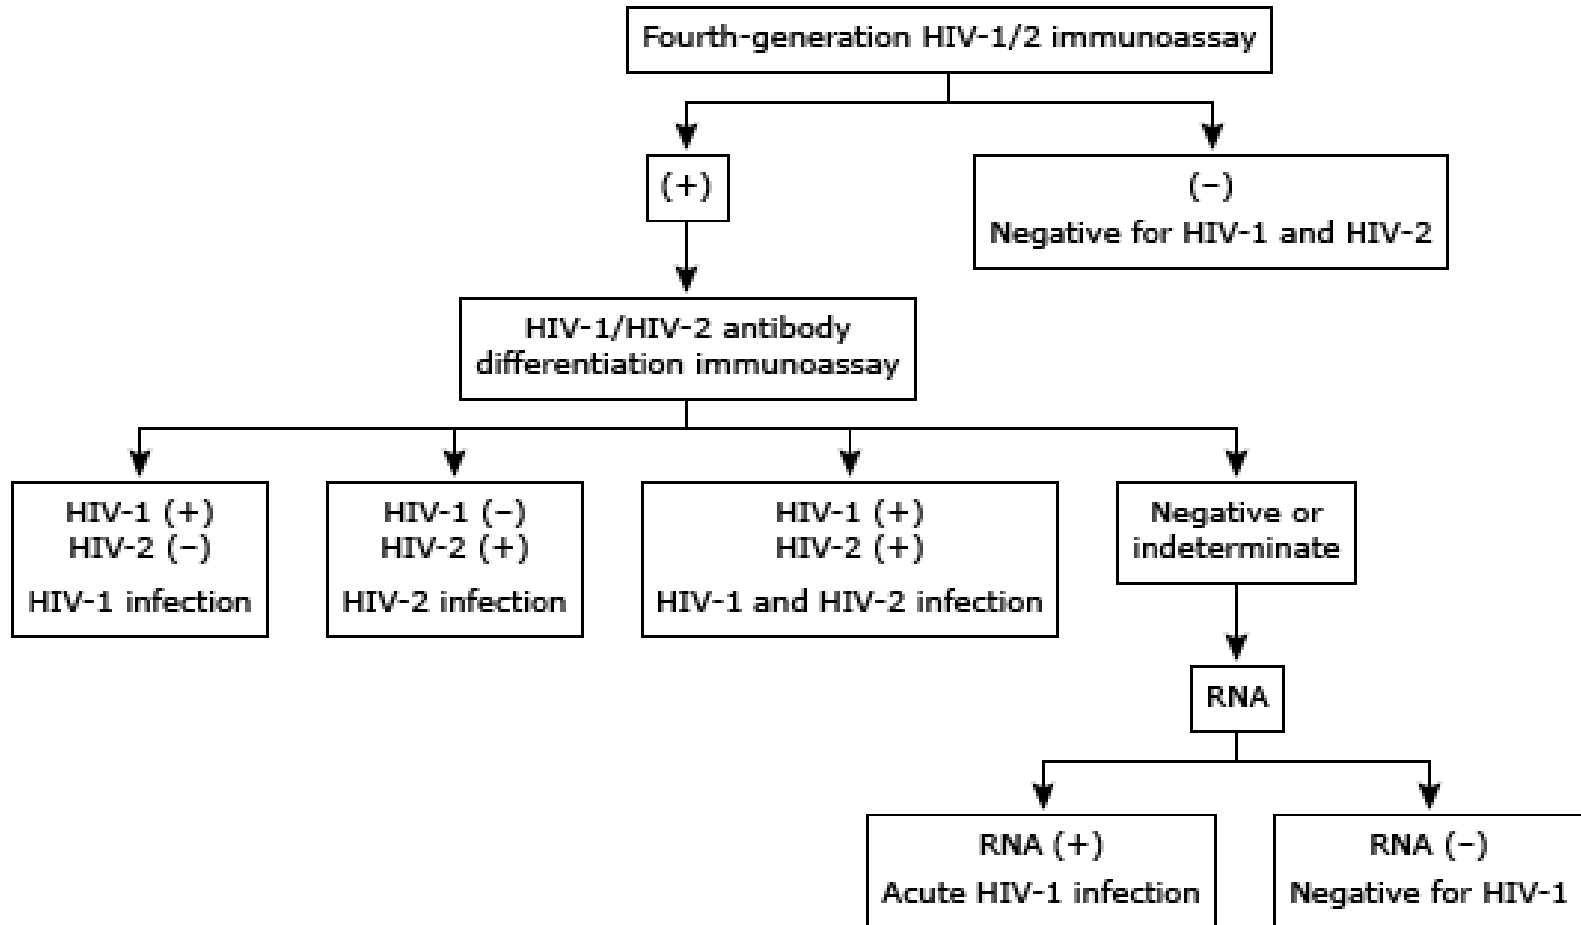 Fourth-generation HIV-1/2 immunoassay
(+)
(–)
Negative for HIV-1 and HIV-2
HIV-1/HIV-2 antibody
differentiation immunoassay
HIV-1 (+)
HIV-2 (–)
HIV-1 infection
HIV-1 (–)
HIV-2 (+)
HIV-2 infection
HIV-1 (+)
HIV-2 (+)
HIV-1 and HIV-2 infection
Negative or
indeterminate
RNA
RNA (+)
Acute HIV-1 infection
RNA (–)
Negative for HIV-1